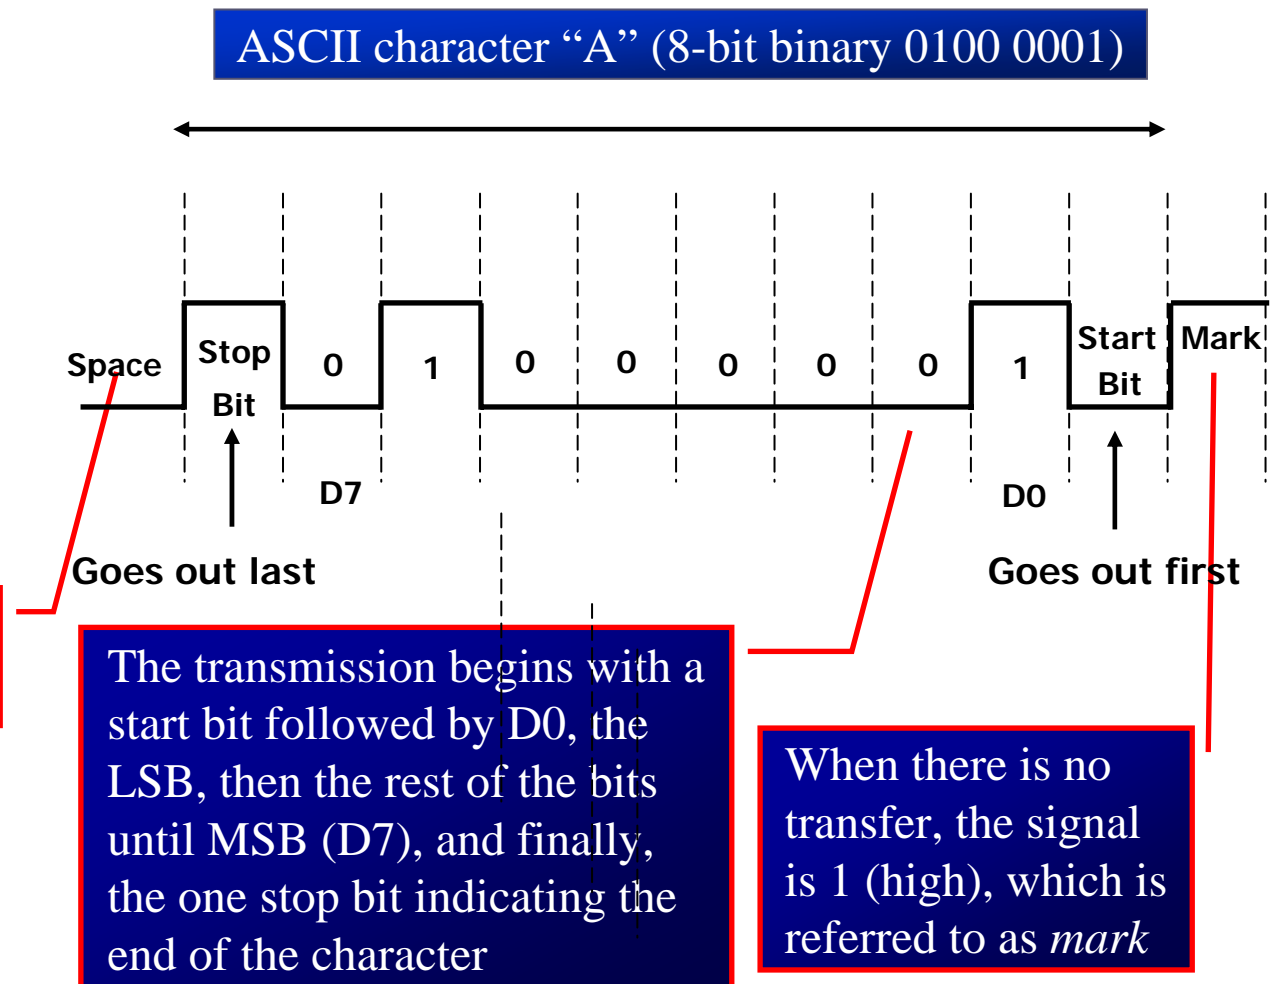 ASCII character “A” (8-bit binary 0100 0001)
Space Stop Bit 0 1 0 0 0 0 0 1 Start Bit Mark
D7 D0
Goes out last Goes out first
The transmission begins with a
start bit followed by D0, the
LSB, then the rest of the bits
until MSB (D7), and finally,
the one stop bit indicating the
end of the character
When there is no
transfer, the signal
is 1 (high), which is
referred to as mark